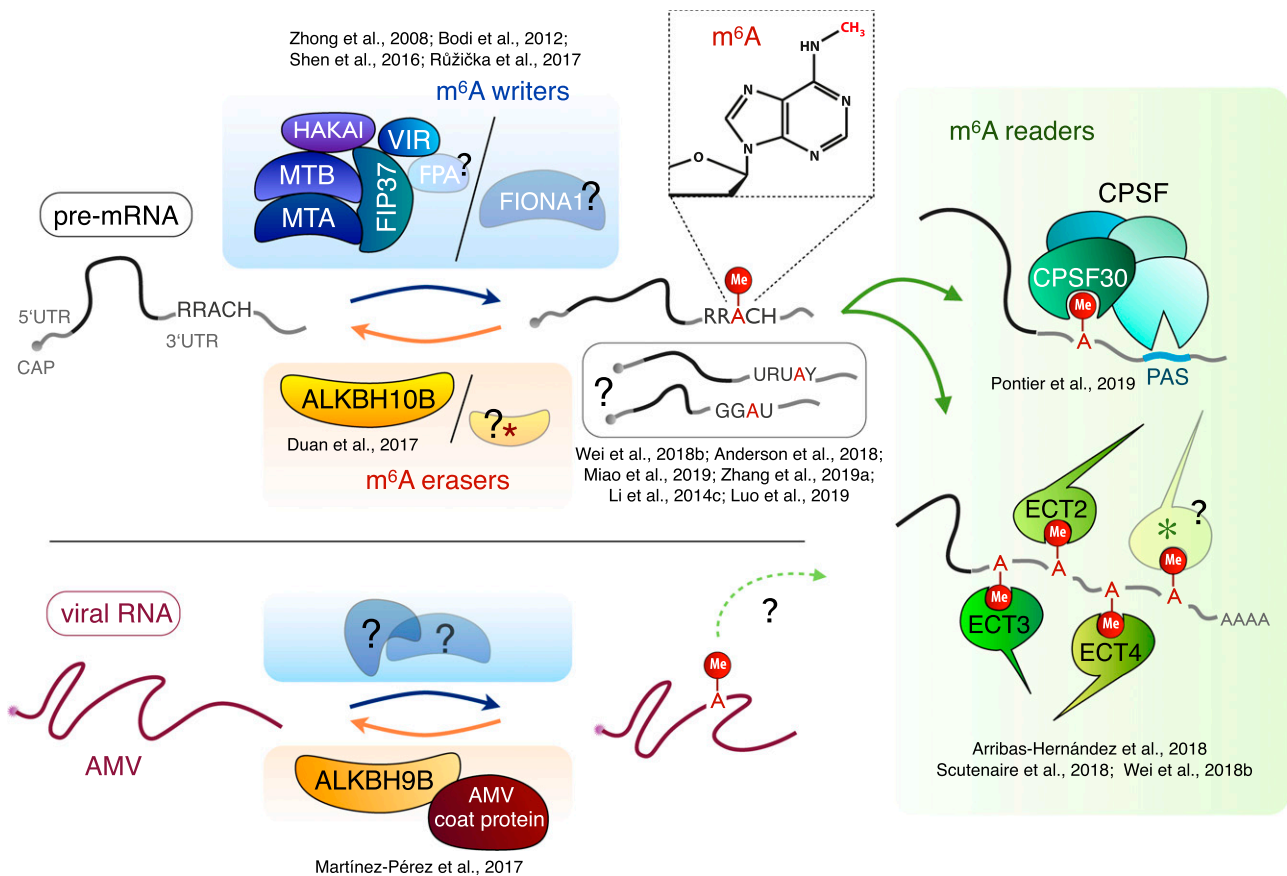 Zhong et al., 2008; Bodi et al., 2012;
Shen et al., 2016; Růžička et al., 2017
m⁶A writers
HAKAI
VIR
MTB
FIP37
FPA
?
MTA
FIONA1
?
pre-mRNA
5‘UTR
CAP
RRACH
3‘UTR
m⁶A
CH₃
HN
N
N
N
N
O
Me
RRACH
?
URUAY
GGAU
Wei et al., 2018b; Anderson et al., 2018;
Miao et al., 2019; Zhang et al., 2019a;
Li et al., 2014c; Luo et al., 2019
ALKBH10B
?*
Duan et al., 2017
m⁶A erasers
m⁶A readers
CPSF
CPSF30
Me
A
PAS
Pontier et al., 2019
ECT2
Me
A
*
?
Me
A
A
Me
ECT3
A
Me
ECT4
AAAA
Arribas-Hernández et al., 2018
Scutenaire et al., 2018; Wei et al., 2018b
viral RNA
AMV
?
?
ALKBH9B
AMV
coat protein
Martínez-Pérez et al., 2017
Me
A
?